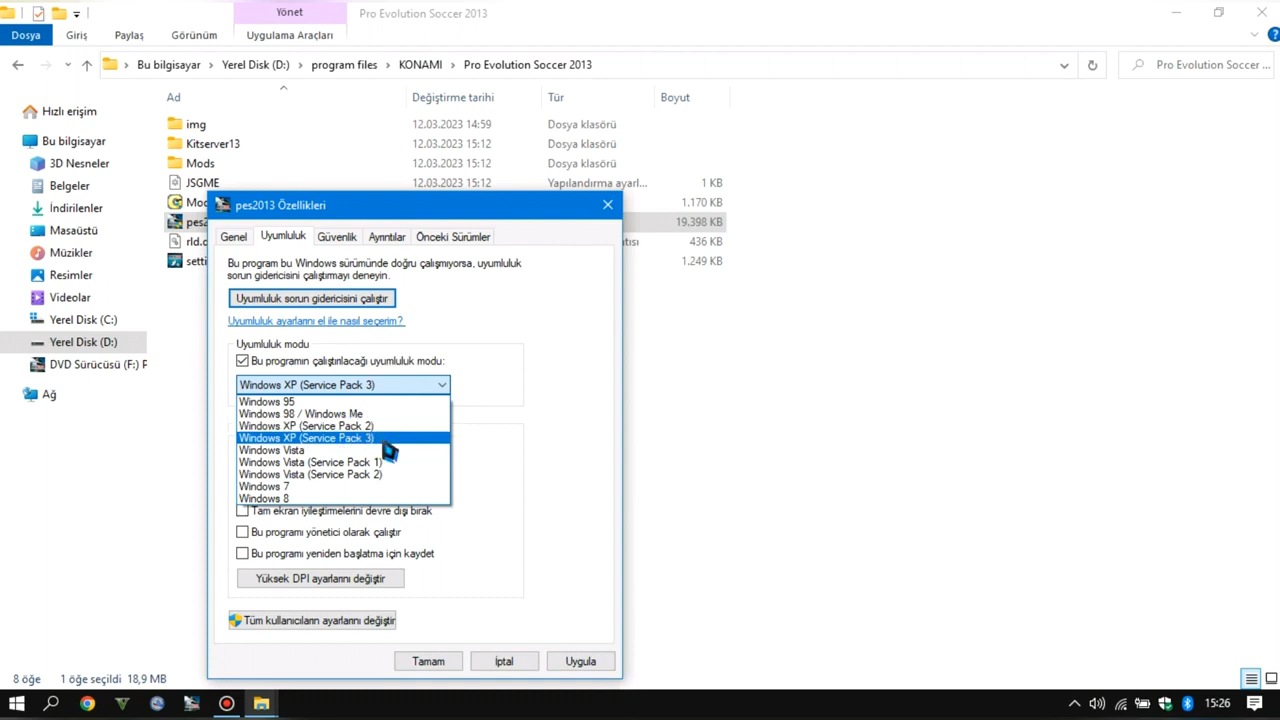 Yönet
Pro Evolution Soccer 2013
Dosya
Giriş
Paylaş
Görünüm
Uygulama Araçları
Bu bilgisayar
Yerel Disk (D:)
program files
KONAMI
Pro Evolution Soccer 2013
Pro Evolution Soccer ...
Ad
Değiştirme tarihi
Tür
Boyut
Hızlı erişim
Bu bilgisayar
3D Nesneler
Belgeler
İndirilenler
Masaüstü
Müzikler
Resimler
Videolar
Yerel Disk (C:)
Yerel Disk (D:)
DVD Sürücüsü (F:) P
Ağ
img 12.03.2023 14:59 Dosya klasörü
Kitserver13 12.03.2023 15:12 Dosya klasörü
Mods 12.03.2023 15:12 Dosya klasörü
JSGME 12.03.2023 15:12 Yapılandırma ayarl... 1 KB
1.170 KB
19.398 KB
436 KB
1.249 KB
pes2013 Özellikleri
Genel
Uyumluluk
Güvenlik
Ayrıntılar
Önceki Sürümler
Bu program bu Windows sürümünde doğru çalışmıyorsa, uyumluluk
sorun gidericisini çalıştırmayı deneyin.
Uyumluluk sorun gidericisini çalıştır
Uyumluluk ayarlarını el ile nasıl seçerim?
Uyumluluk modu
Bu programın çalıştırılacağı uyumluluk modu:
Windows XP (Service Pack 3)
Windows 95
Windows 98 / Windows Me
Windows XP (Service Pack 2)
Windows XP (Service Pack 3)
Windows Vista
Windows Vista (Service Pack 1)
Windows Vista (Service Pack 2)
Windows 7
Windows 8
Tam ekran iyileştirmelerini devre dışı bırak
Bu programı yönetici olarak çalıştır
Bu programı yeniden başlatma için kaydet
Yüksek DPI ayarlarını değiştir
Tüm kullanıcıların ayarlarını değiştir
Tamam
İptal
Uygula
8 öğe
1 öğe seçildi 18,9 MB
15:26